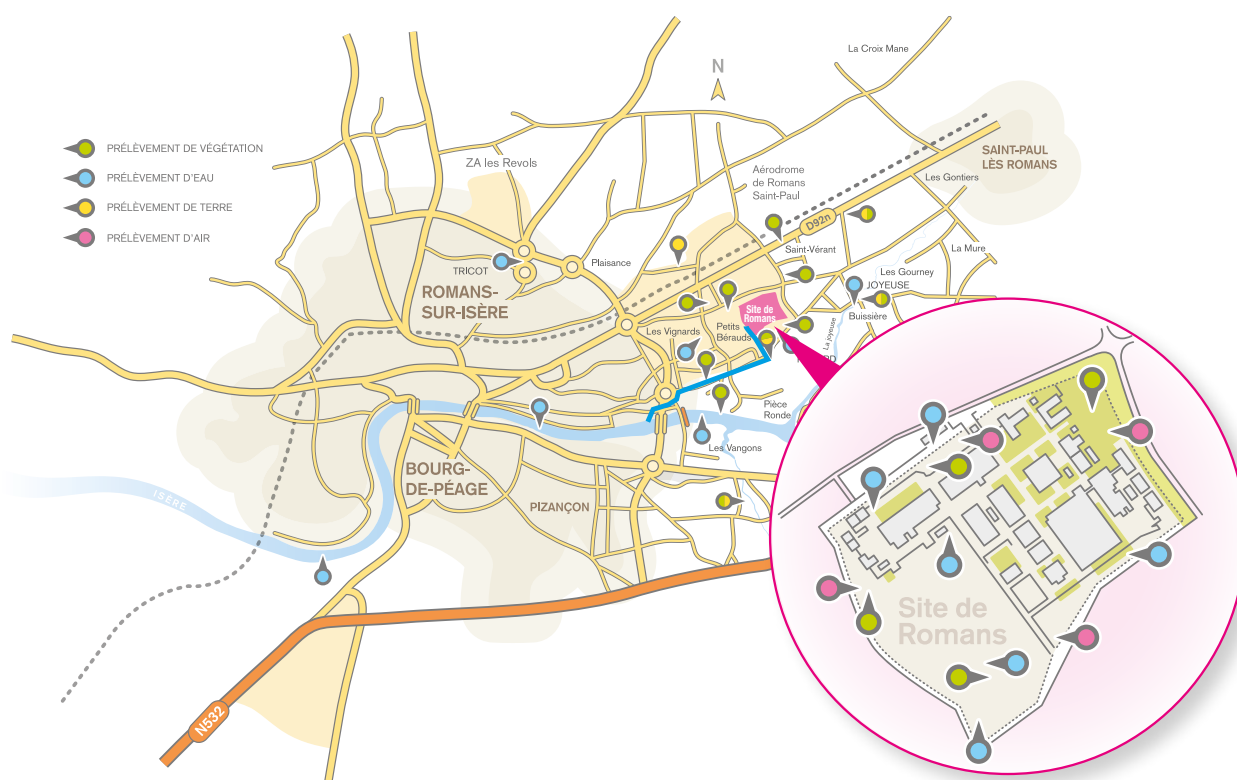 La Croix Mane
N
PRÉLÈVEMENT DE VÉGÉTATION
PRÉLÈVEMENT D'EAU
PRÉLÈVEMENT DE TERRE
PRÉLÈVEMENT D'AIR
ZA les Revols
Aérodrome
de Romans
Saint-Paul
SAINT-PAUL
LÈS ROMANS
Les Gontiers
D92n
Saint-Vérant
La Mure
Plaisance
TRICOT
Les Gourney
JOYEUSE
ROMANS-
SUR-ISÈRE
Buissière
Site de
Romans
Les Vignards
Petits
Bérauds
La joyeuse
Pièce
Ronde
Les Vangons
BOURG-
DE-PÉAGE
PIZANÇON
ISÈRE
N532
Site de
Romans